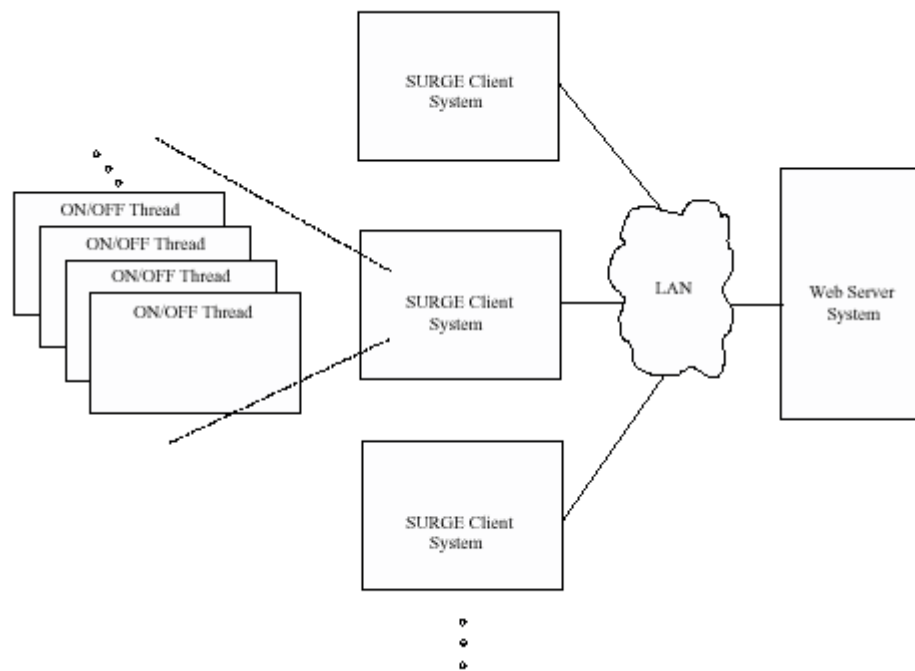 SURGE Client
System
ON/OFF Thread
ON/OFF Thread
ON/OFF Thread
ON/OFF Thread
SURGE Client
System
LAN
Web Server
System
SURGE Client
System